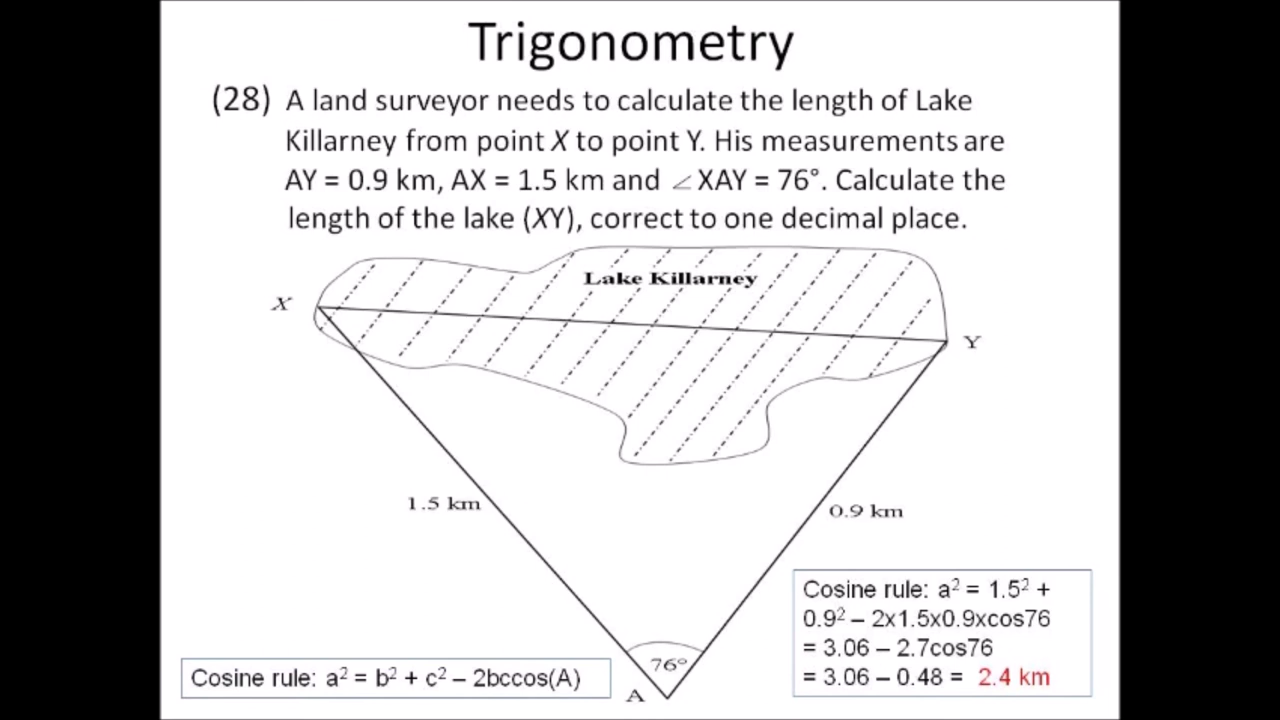 Trigonometry
(28) A land surveyor needs to calculate the length of Lake
Killarney from point X to point Y. His measurements are
AY = 0.9 km, AX = 1.5 km and ∠XAY = 76°. Calculate the
length of the lake (XY), correct to one decimal place.
Lake Killarney
X
Y
1.5 km
0.9 km
Cosine rule: a² = 1.5² +
0.9² – 2x1.5x0.9xcos76
= 3.06 – 2.7cos76
= 3.06 – 0.48 = 2.4 km
76°
Cosine rule: a² = b² + c² – 2bccos(A)
A